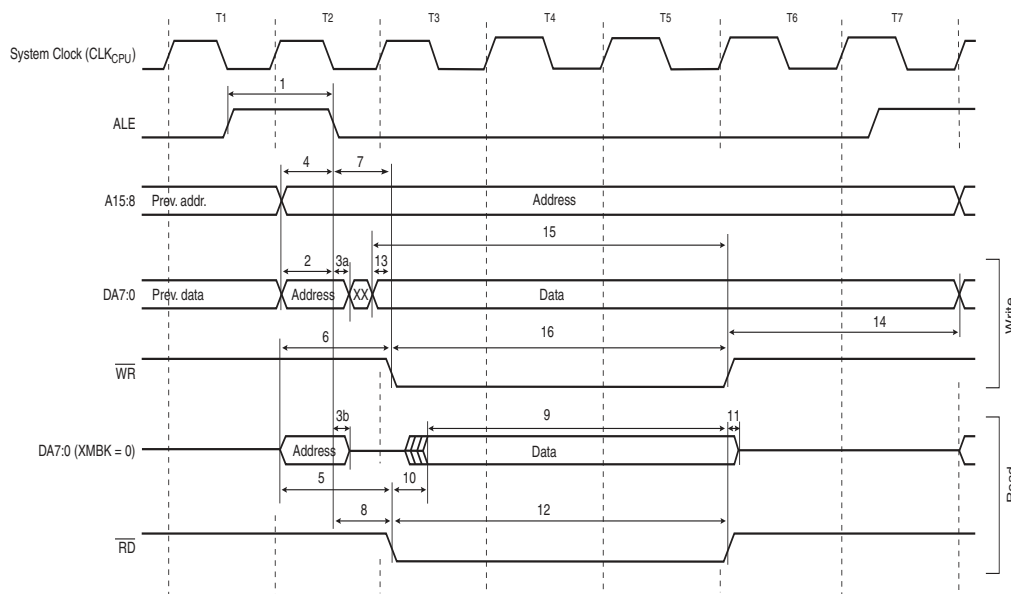 T1 T2 T3 T4 T5 T6 T7
System Clock (CLKCPU)
1
ALE
4 7
A15:8 Prev. addr. Address
15
2 3a 13
DA7:0 Prev. data Address XX Data
14
6 16
WR
Write
3b 9 11
DA7:0 (XMBK = 0) Address Data
5 10
8 12
RD
Read